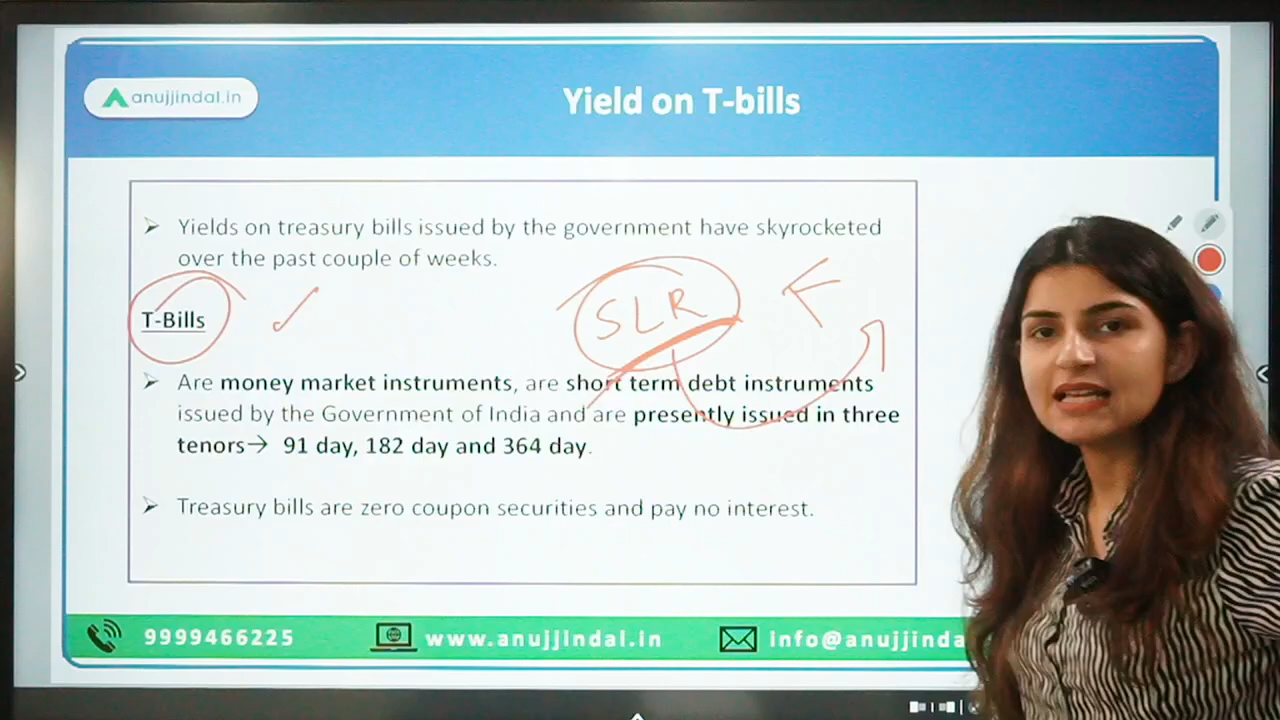 anujjindal.in
Yield on T-bills
➢ Yields on treasury bills issued by the government have skyrocketed
over the past couple of weeks.
SLR
T-Bills
➢ Are money market instruments, are short term debt instruments
issued by the Government of India and are presently issued in three
tenors→ 91 day, 182 day and 364 day.
➢ Treasury bills are zero coupon securities and pay no interest.
9999466225 www.anujjindal.in info@anujjinda